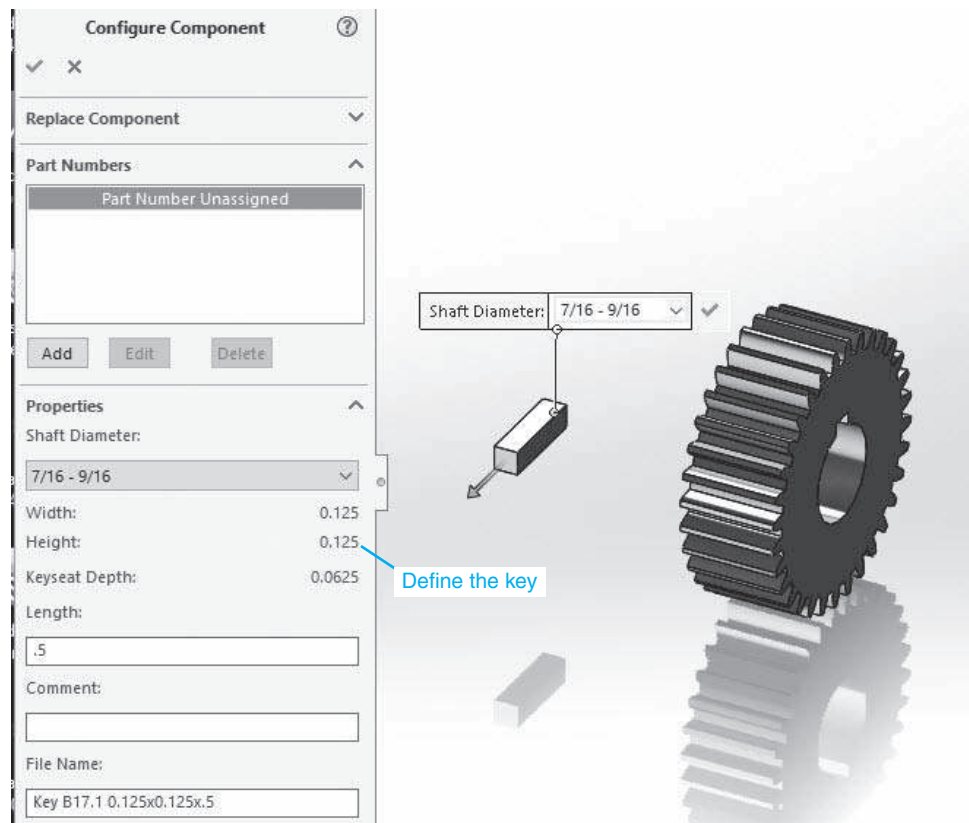 Configure Component
Replace Component
Part Numbers
Part Number Unassigned
Add Edit Delete
Properties
Shaft Diameter:
7/16 - 9/16
Width: 0.125
Height: 0.125
Keyseat Depth: 0.0625
Length:
.5
Comment:
File Name:
Key B17.1 0.125x0.125x.5
Shaft Diameter: 7/16 - 9/16
Define the key